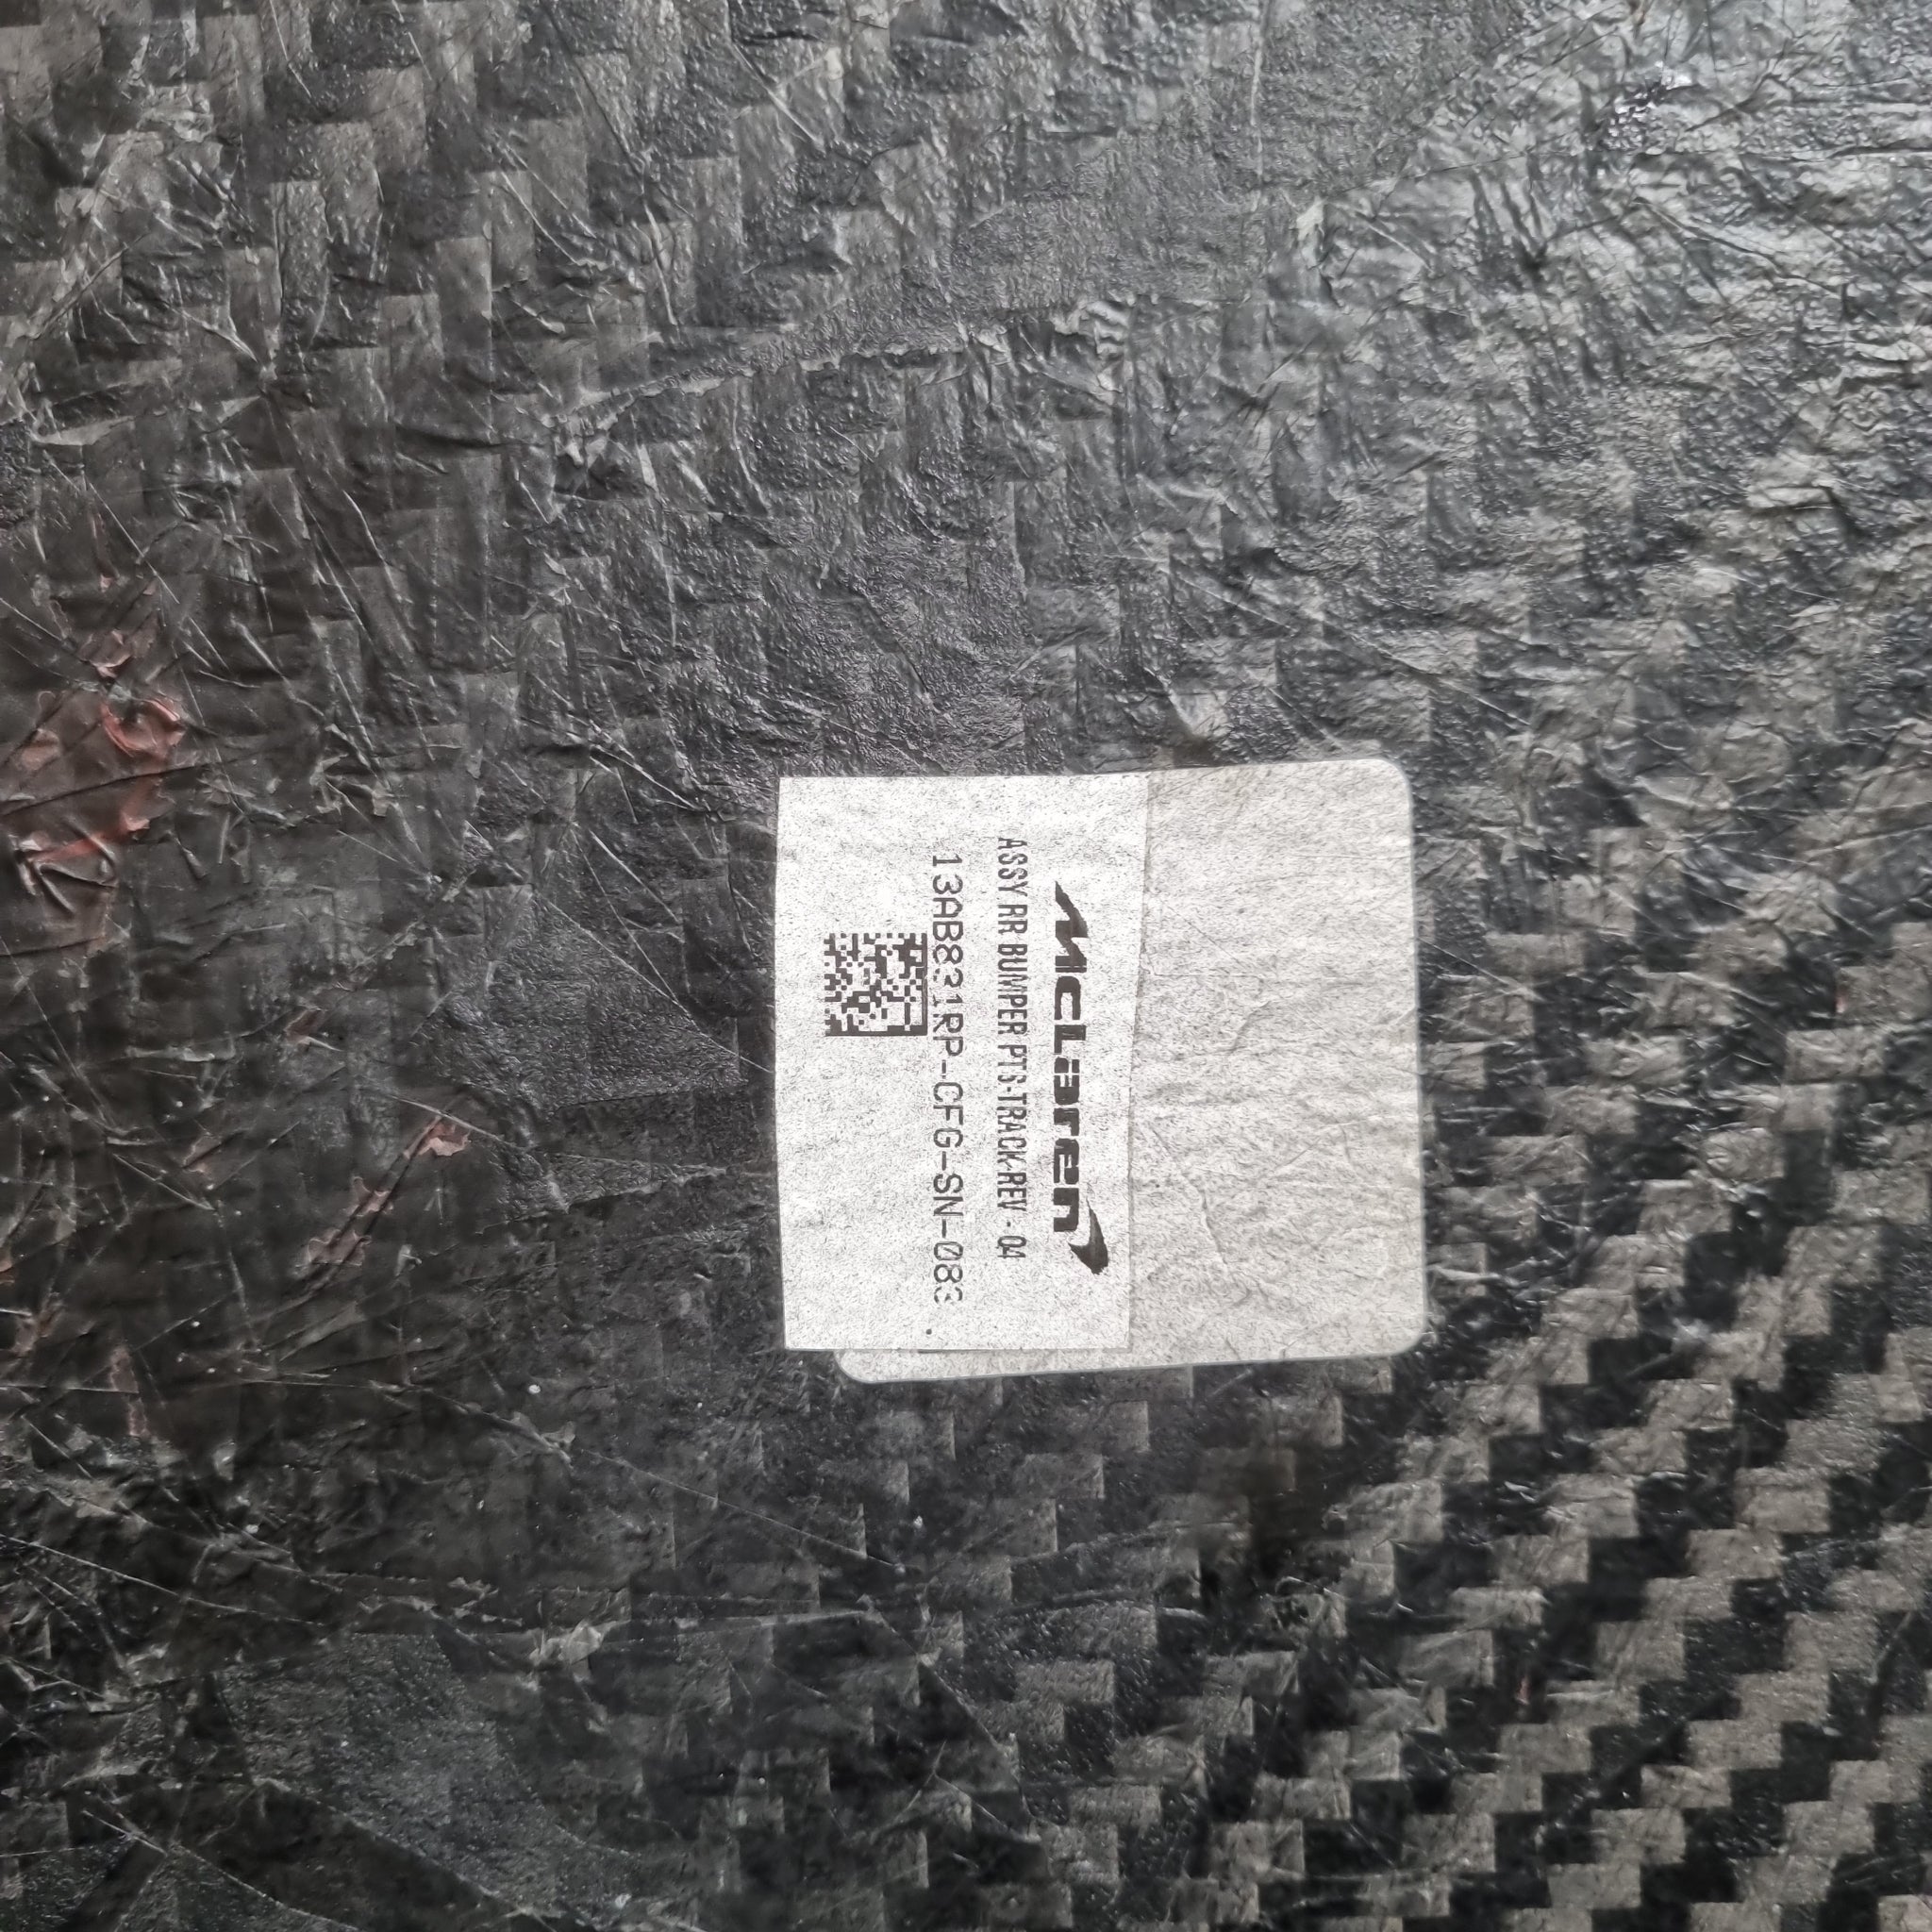 McLaren
ASSY RR BUMPER PTS-TRACK-REV - 04
13AB831RP-CFG-SN-083